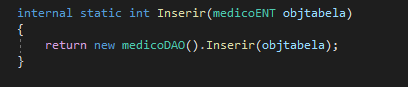 internal static int Inserir(medicoENT objtabela)
{
return new medicoDAO().Inserir(objtabela);
}